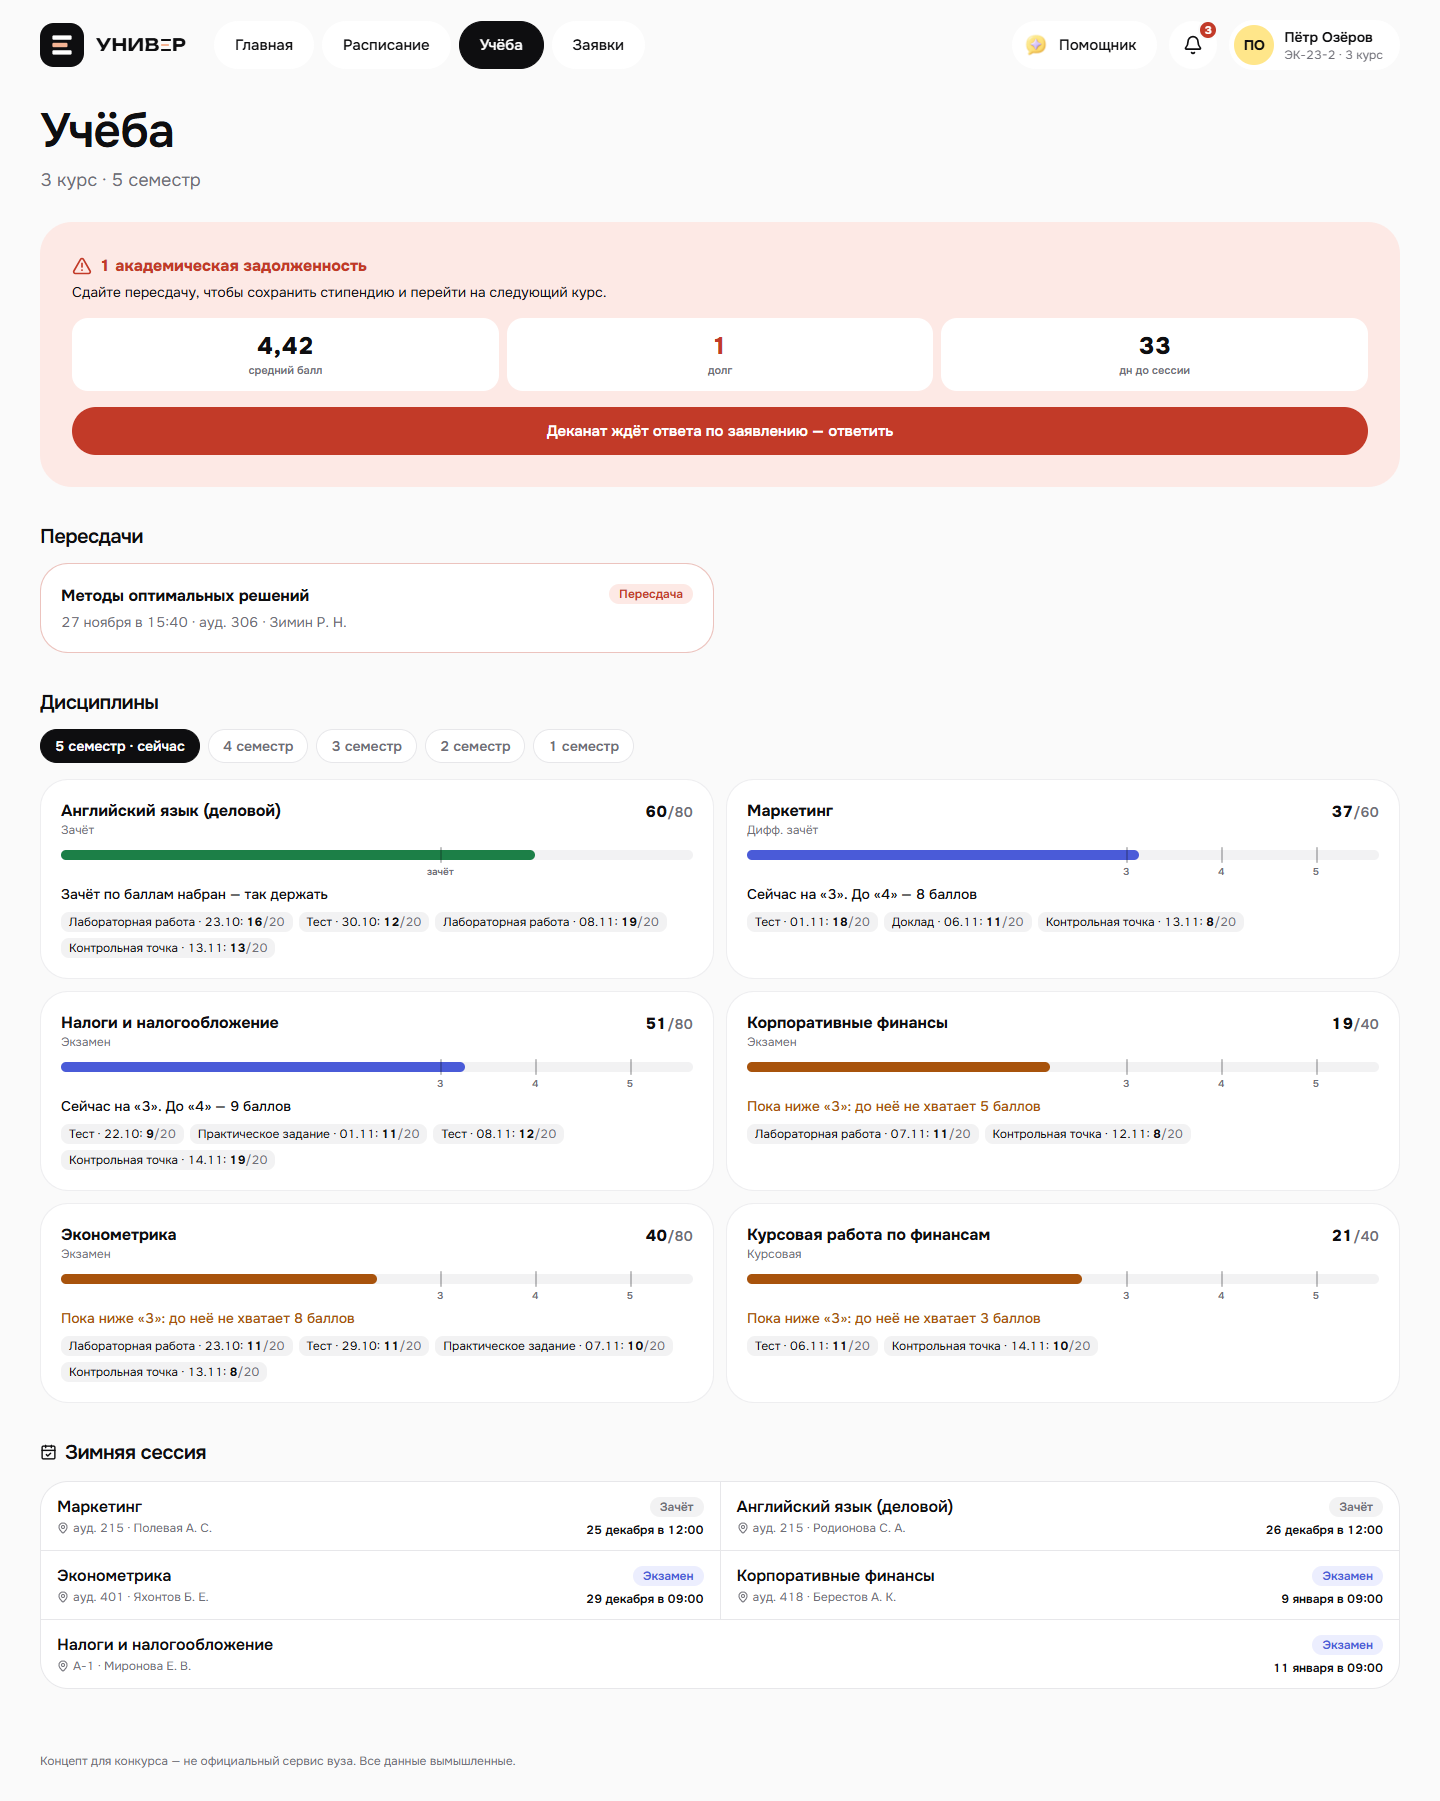 УНИВЕР
Главная
Расписание
Учёба
Заявки
Помощник
3
ПО
Пётр Озёров
ЭК-23-2 · 3 курс
Учёба
3 курс · 5 семестр
1 академическая задолженность
Сдайте пересдачу, чтобы сохранить стипендию и перейти на следующий курс.
4,42
средний балл
1
долг
33
дн до сессии
Деканат ждёт ответа по заявлению — ответить
Пересдачи
Методы оптимальных решений
Пересдача
27 ноября в 15:40 · ауд. 306 · Зимин Р. Н.
Дисциплины
5 семестр · сейчас
4 семестр
3 семестр
2 семестр
1 семестр
Английский язык (деловой)
60/80
Зачёт
зачёт
Зачёт по баллам набран — так держать
Лабораторная работа · 23.10: 16/20
Тест · 30.10: 12/20
Лабораторная работа · 08.11: 19/20
Контрольная точка · 13.11: 13/20
Маркетинг
37/60
Дифф. зачёт
3
4
5
Сейчас на «3». До «4» — 8 баллов
Тест · 01.11: 18/20
Доклад · 06.11: 11/20
Контрольная точка · 13.11: 8/20
Налоги и налогообложение
51/80
Экзамен
3
4
5
Сейчас на «3». До «4» — 9 баллов
Тест · 22.10: 9/20
Практическое задание · 01.11: 11/20
Тест · 08.11: 12/20
Контрольная точка · 14.11: 19/20
Корпоративные финансы
19/40
Экзамен
3
4
5
Пока ниже «3»: до неё не хватает 5 баллов
Лабораторная работа · 07.11: 11/20
Контрольная точка · 12.11: 8/20
Эконометрика
40/80
Экзамен
3
4
5
Пока ниже «3»: до неё не хватает 8 баллов
Лабораторная работа · 23.10: 11/20
Тест · 29.10: 11/20
Практическое задание · 07.11: 10/20
Контрольная точка · 13.11: 8/20
Курсовая работа по финансам
21/40
Курсовая
3
4
5
Пока ниже «3»: до неё не хватает 3 баллов
Тест · 06.11: 11/20
Контрольная точка · 14.11: 10/20
Зимняя сессия
Маркетинг
Зачёт
ауд. 215 · Полевая А. С.
25 декабря в 12:00
Английский язык (деловой)
Зачёт
ауд. 215 · Родионова С. А.
26 декабря в 12:00
Эконометрика
Экзамен
ауд. 401 · Яхонтов Б. Е.
29 декабря в 09:00
Корпоративные финансы
Экзамен
ауд. 418 · Берестов А. К.
9 января в 09:00
Налоги и налогообложение
Экзамен
А-1 · Миронова Е. В.
11 января в 09:00
Концепт для конкурса — не официальный сервис вуза. Все данные вымышленные.